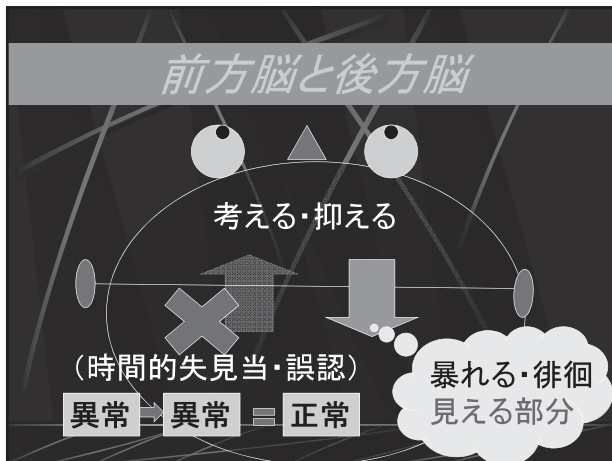 前方脳と後方脳
考える・抑える
（時間的失見当・誤認）
異常 異常 = 正常
暴れる・徘徊
見える部分